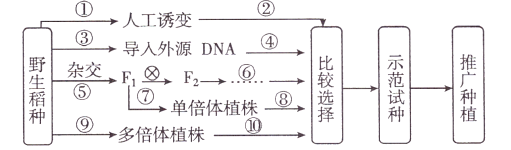 野生稻种
① 人工诱变 ②
③ 导入外源 DNA ④
杂交 ⑤ F₁ ⊗ F₂ …… ⑥
⑦ 单倍体植株 ⑧
⑨ 多倍体植株 ⑩
比较选择
示范试种
推广种植